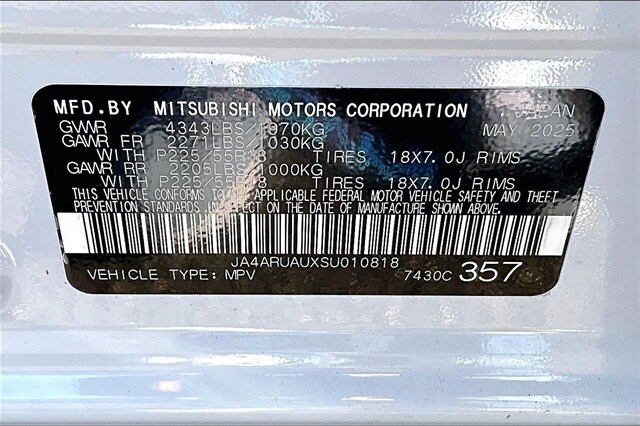 MFD.BY MITSUBISHI MOTORS CORPORATION JAPAN
GVWR 4343LBS/1970KG MAY 2025
GAWR FR 2271LBS/1030KG
WITH P225/55R18 TIRES 18X7.0J RIMS
GAWR RR 2205LBS/1000KG
WITH P225/ TIRES 18X7.0J RIMS
THIS VEHICLE CONFORMS TO ALL APPLICABLE FEDERAL MOTOR VEHICLE SAFETY AND THEFT
PREVENTION STANDARDS IN EFFECT ON THE DATE OF MANUFACTURE SHOWN ABOVE.
JA4ARUAUXSU010818
VEHICLE TYPE: MPV 7430C 357